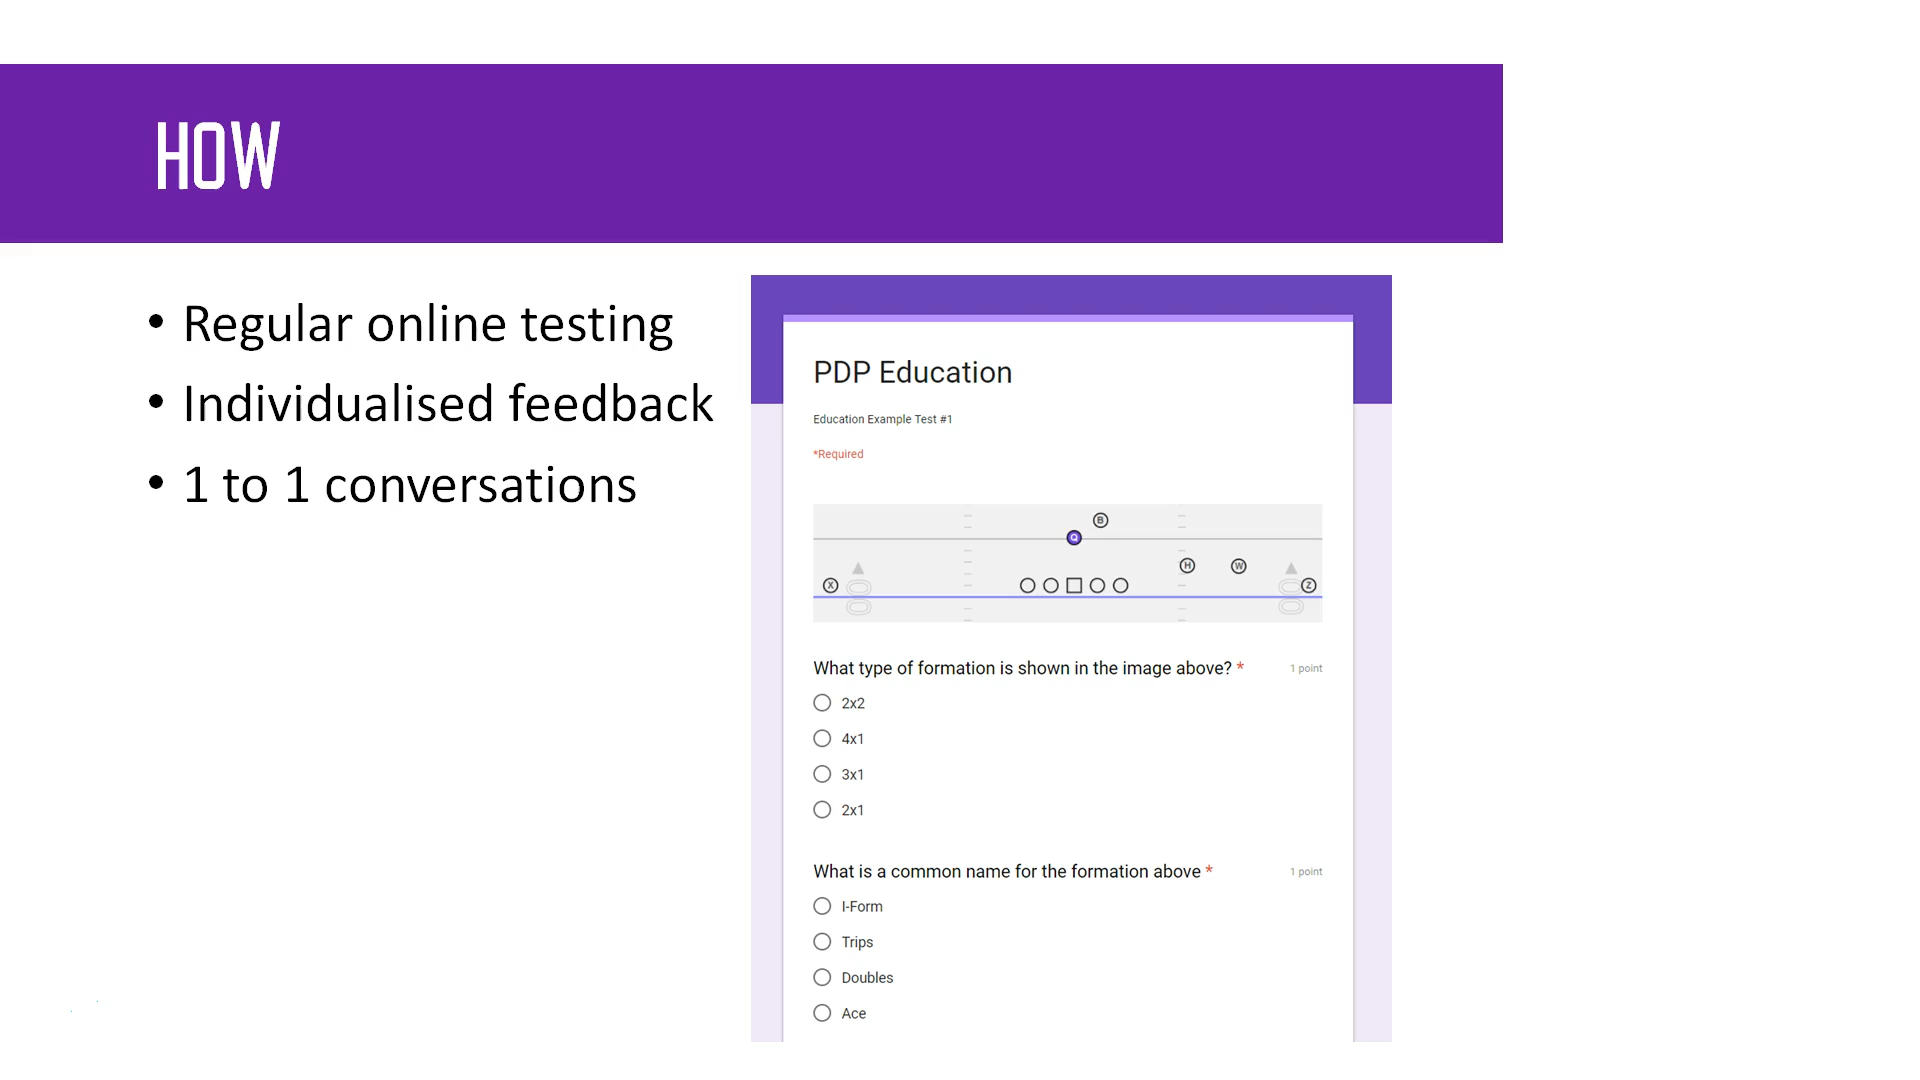 HOW
• Regular online testing
• Individualised feedback
• 1 to 1 conversations
PDP Education
Education Example Test #1
*Required
B
Q
H W
X Z
What type of formation is shown in the image above? * 1 point
2x2
4x1
3x1
2x1
What is a common name for the formation above * 1 point
I-Form
Trips
Doubles
Ace